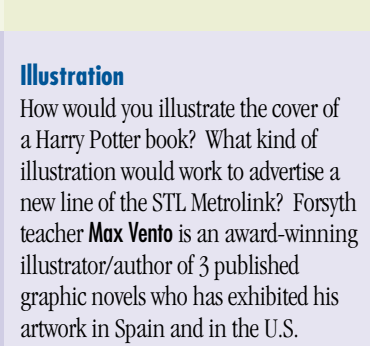 Illustration
How would you illustrate the cover of
a Harry Potter book?  What kind of
illustration would work to advertise a
new line of the STL Metrolink?  Forsyth
teacher Max Vento is an award-winning
illustrator/author of 3 published
graphic novels who has exhibited his
artwork in Spain and in the U.S.